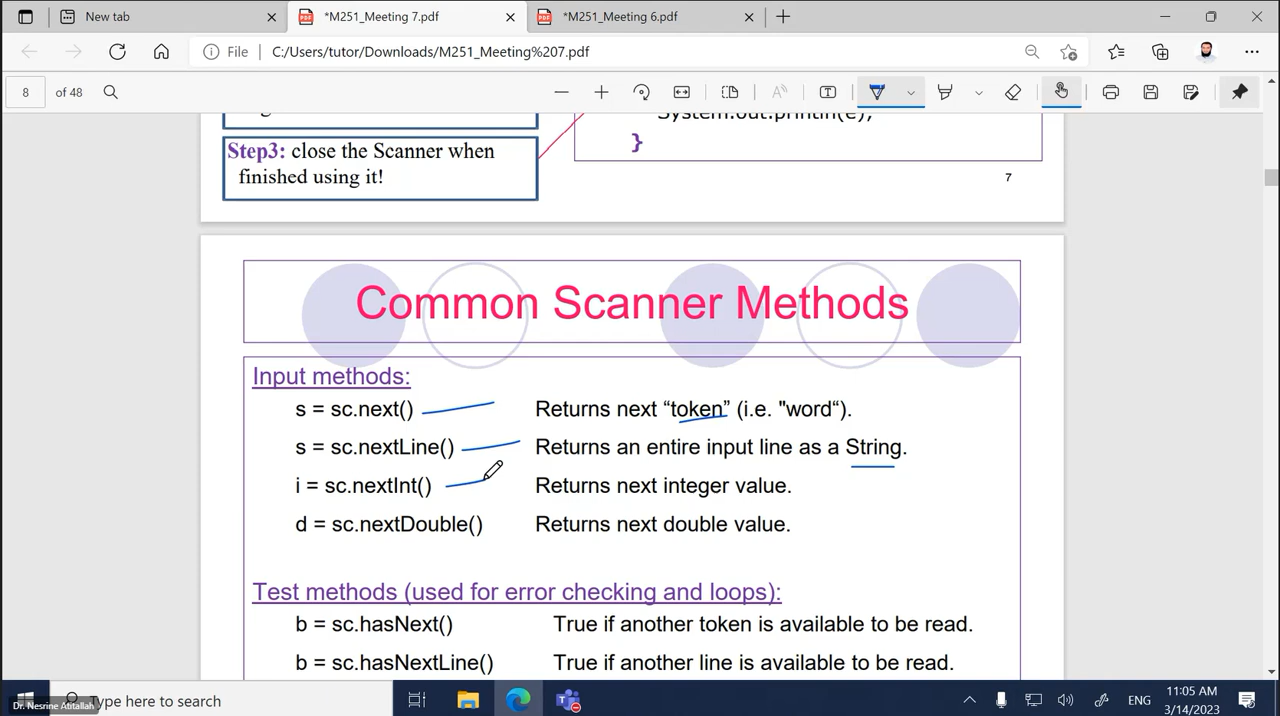 New tab
*M251_Meeting 7.pdf
*M251_Meeting 6.pdf
File
C:/Users/tutor/Downloads/M251_Meeting%207.pdf
8 of 48
System.out.println(e);
}
Step3: close the Scanner when
finished using it!
7
Common Scanner Methods
Input methods:
s = sc.next() Returns next “token” (i.e. "word“).
s = sc.nextLine() Returns an entire input line as a String.
i = sc.nextInt() Returns next integer value.
d = sc.nextDouble() Returns next double value.
Test methods (used for error checking and loops):
b = sc.hasNext() True if another token is available to be read.
b = sc.hasNextLine() True if another line is available to be read.
Type here to search
Dr. Nesrine Atitallah
ENG
11:05 AM
3/14/2023